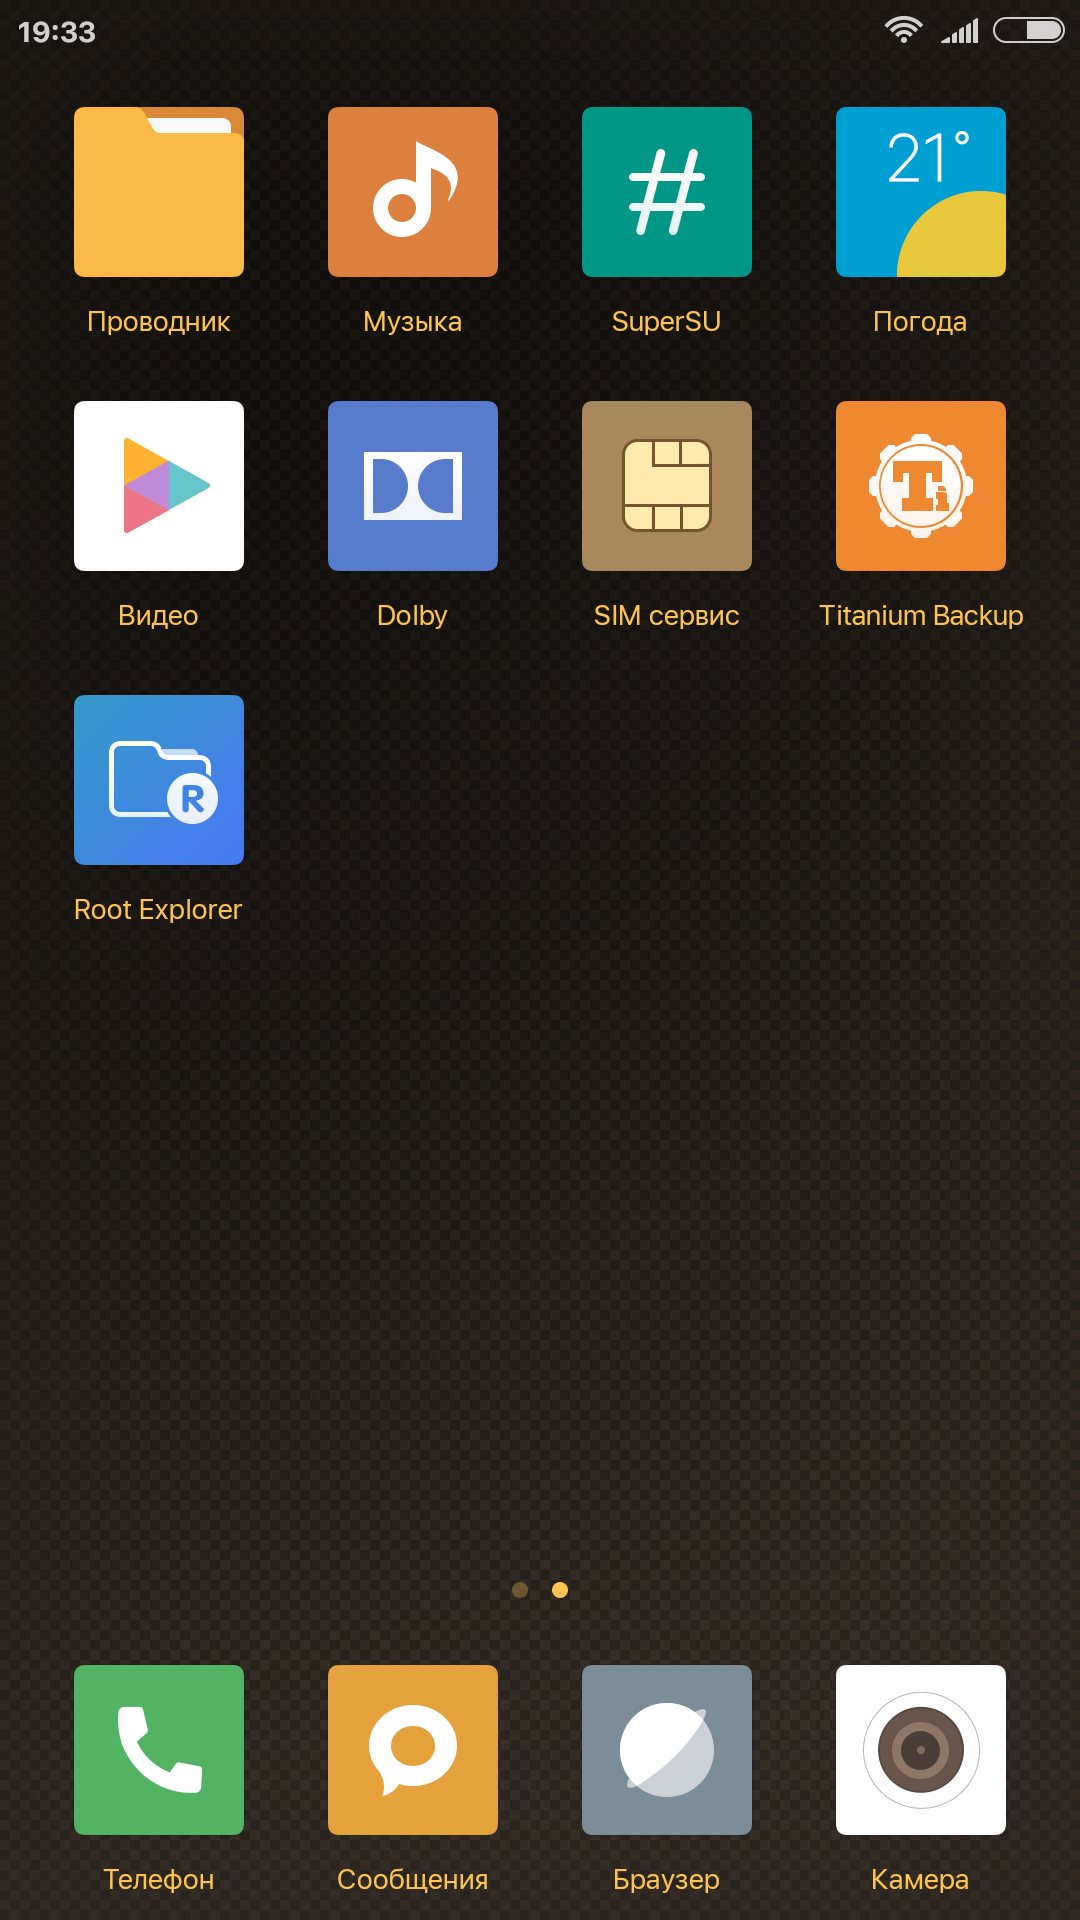 19:33
21°
Проводник
Музыка
SuperSU
Погода
Видео
Dolby
SIM сервис
Titanium Backup
R
Root Explorer
Телефон
Сообщения
Браузер
Камера